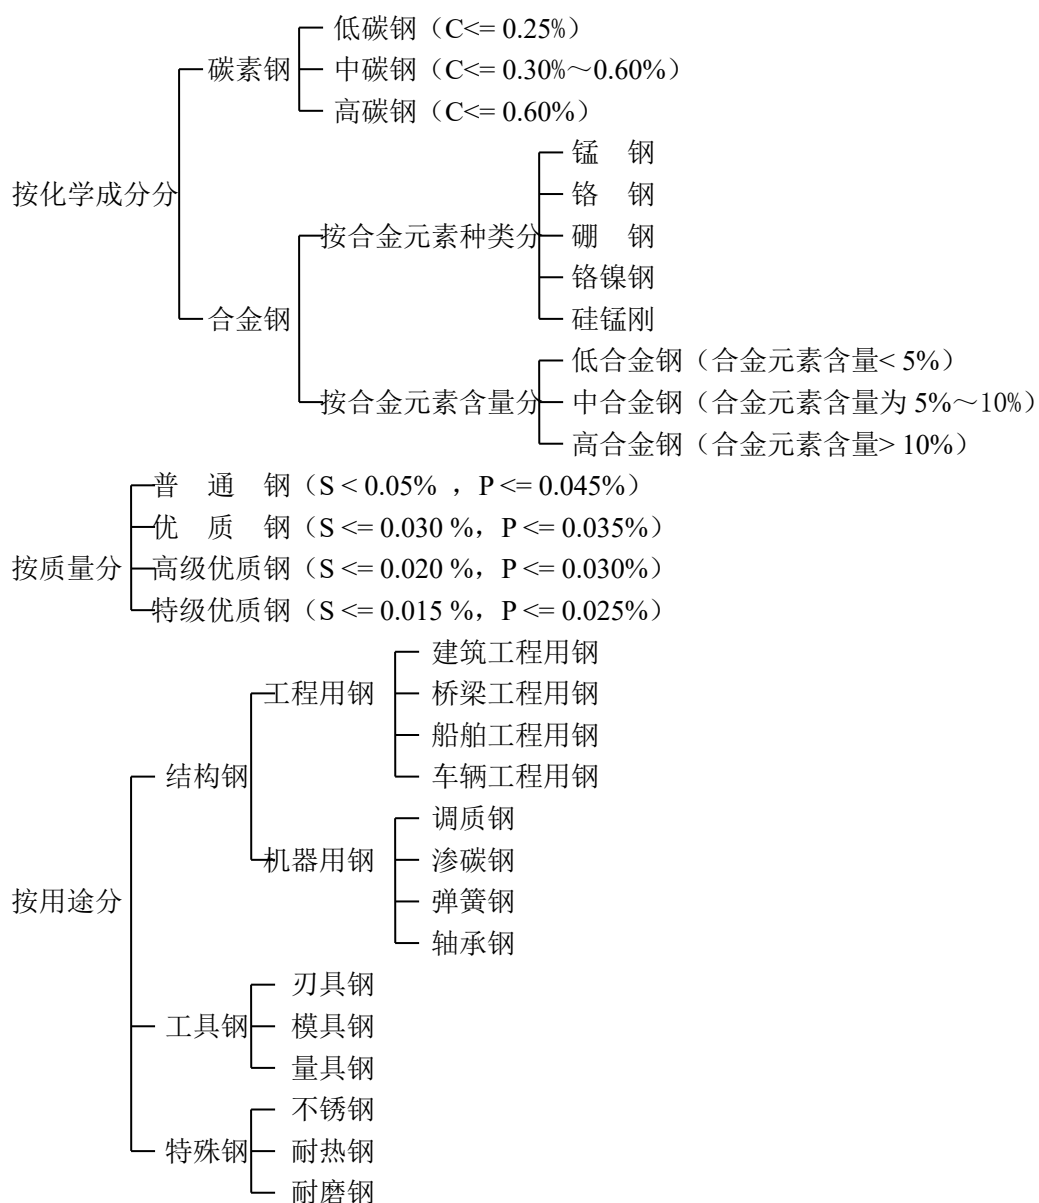 低碳钢（C<= 0.25%）
碳素钢
中碳钢（C<= 0.30%～0.60%）
高碳钢（C<= 0.60%）
按化学成分分
锰 钢
铬 钢
按合金元素种类分
硼 钢
铬镍钢
合金钢
硅锰刚
低合金钢（合金元素含量< 5%）
按合金元素含量分
中合金钢（合金元素含量为 5%～10%）
高合金钢（合金元素含量> 10%）
普 通 钢（S < 0.05% ，P <= 0.045%）
优 质 钢（S <= 0.030 %，P <= 0.035%）
按质量分
高级优质钢（S <= 0.020 %，P <= 0.030%）
特级优质钢（S <= 0.015 %，P <= 0.025%）
建筑工程用钢
工程用钢
桥梁工程用钢
船舶工程用钢
结构钢
车辆工程用钢
调质钢
机器用钢
渗碳钢
按用途分
弹簧钢
轴承钢
刃具钢
工具钢
模具钢
量具钢
不锈钢
特殊钢
耐热钢
耐磨钢